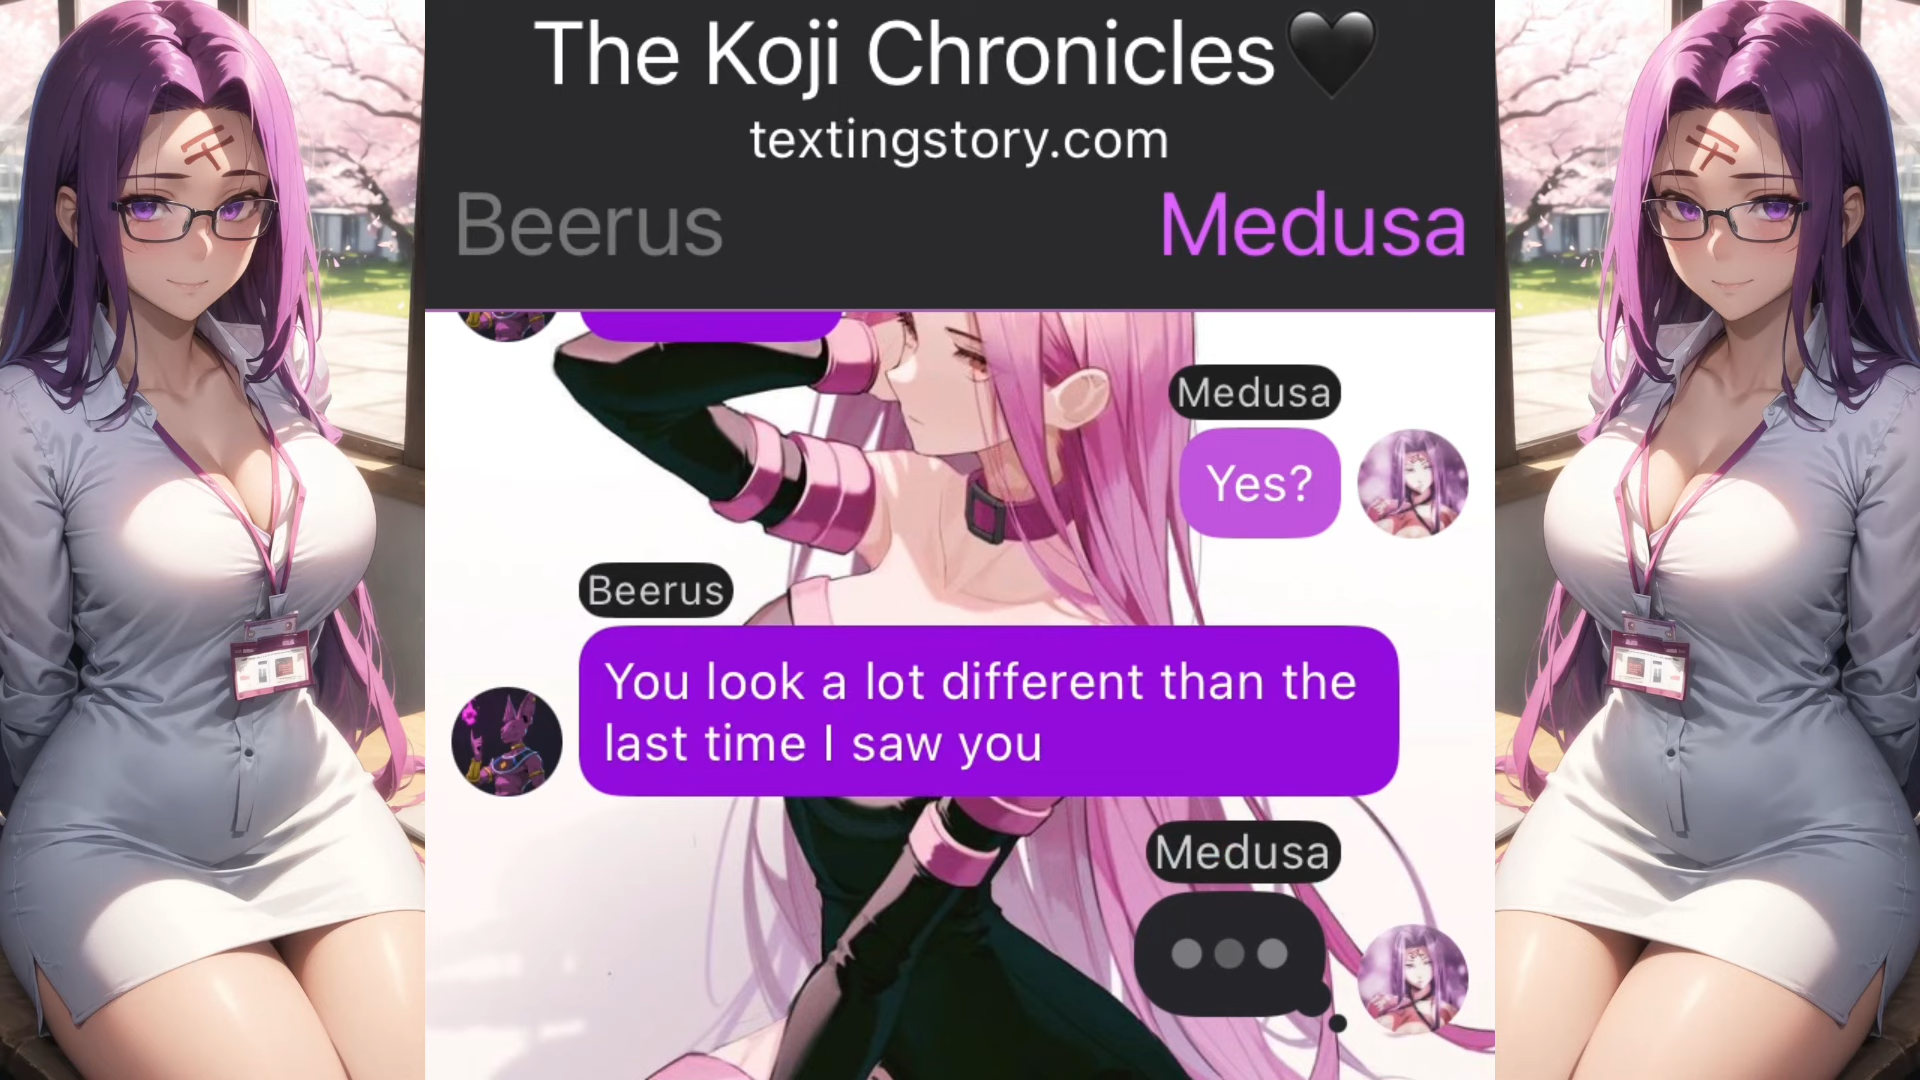 The Koji Chronicles🖤
textingstory.com
Beerus
Medusa
Medusa
Yes?
Beerus
You look a lot different than the
last time I saw you
Medusa